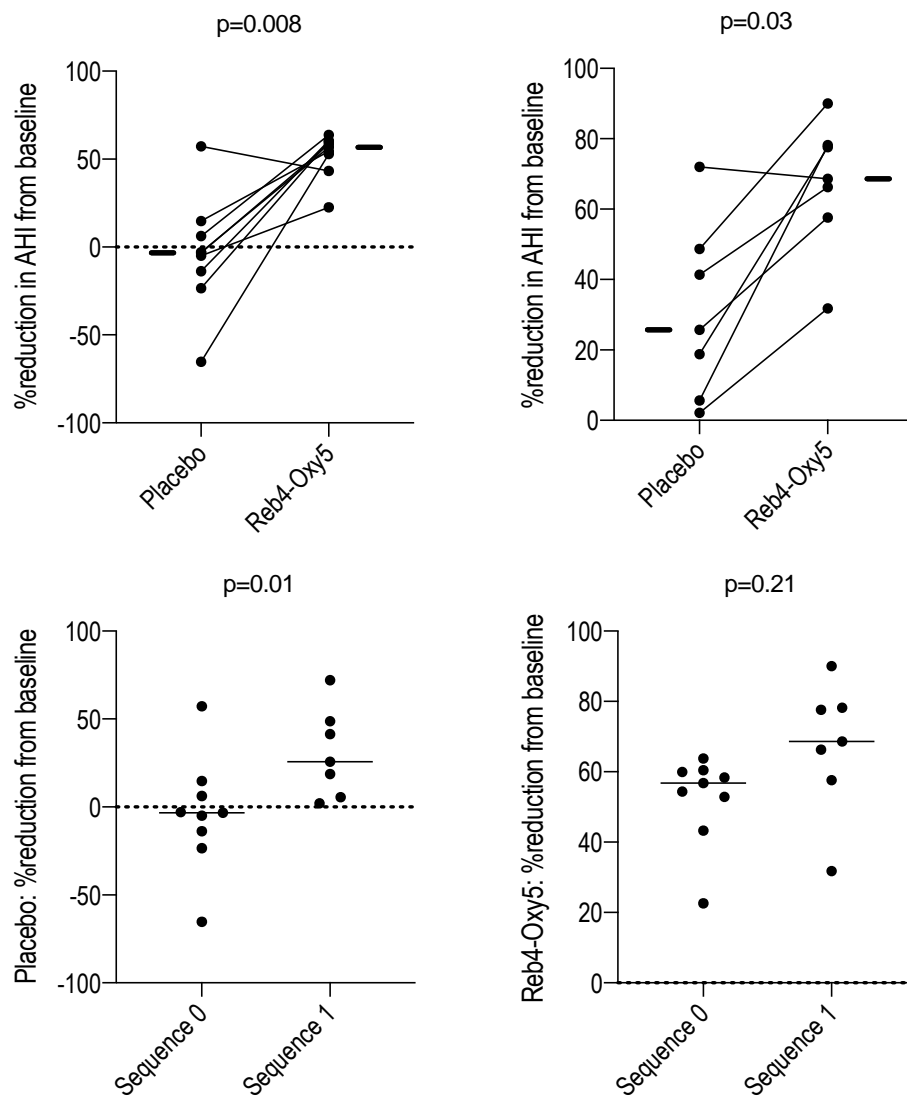 p=0.008
%reduction in AHI from baseline
100
50
0
-50
-100
Placebo
Reb4-Oxy5
p=0.03
%reduction in AHI from baseline
100
80
60
40
20
0
Placebo
Reb4-Oxy5
p=0.01
Placebo: %reduction from baseline
100
50
0
-50
-100
Sequence 0
Sequence 1
p=0.21
Reb4-Oxy5: %reduction from baseline
100
80
60
40
20
0
Sequence 0
Sequence 1